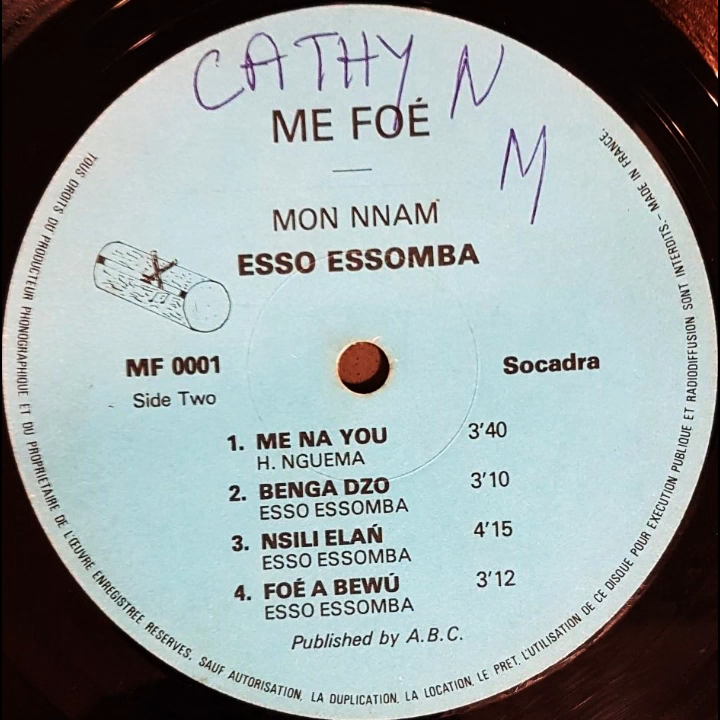 CATHY N
M
ME FOÉ
MON NNAM
ESSO ESSOMBA
MF 0001
Side Two
Socadra
1. ME NA YOU 3'40
H. NGUEMA
2. BENGA DZO 3'10
ESSO ESSOMBA
3. NSILI ELAŃ 4'15
ESSO ESSOMBA
4. FOÉ A BEWÚ 3'12
ESSO ESSOMBA
Published by A.B.C.
TOUS DROITS DU PRODUCTEUR PHONOGRAPHIQUE ET DU PROPRIETAIRE DE L'ŒUVRE ENREGISTREE RESERVES. SAUF AUTORISATION, LA DUPLICATION, LA LOCATION, LE PRET, L'UTILISATION DE CE DISQUE POUR EXECUTION PUBLIQUE ET RADIODIFFUSION SONT INTERDITS. – MADE IN FRANCE.